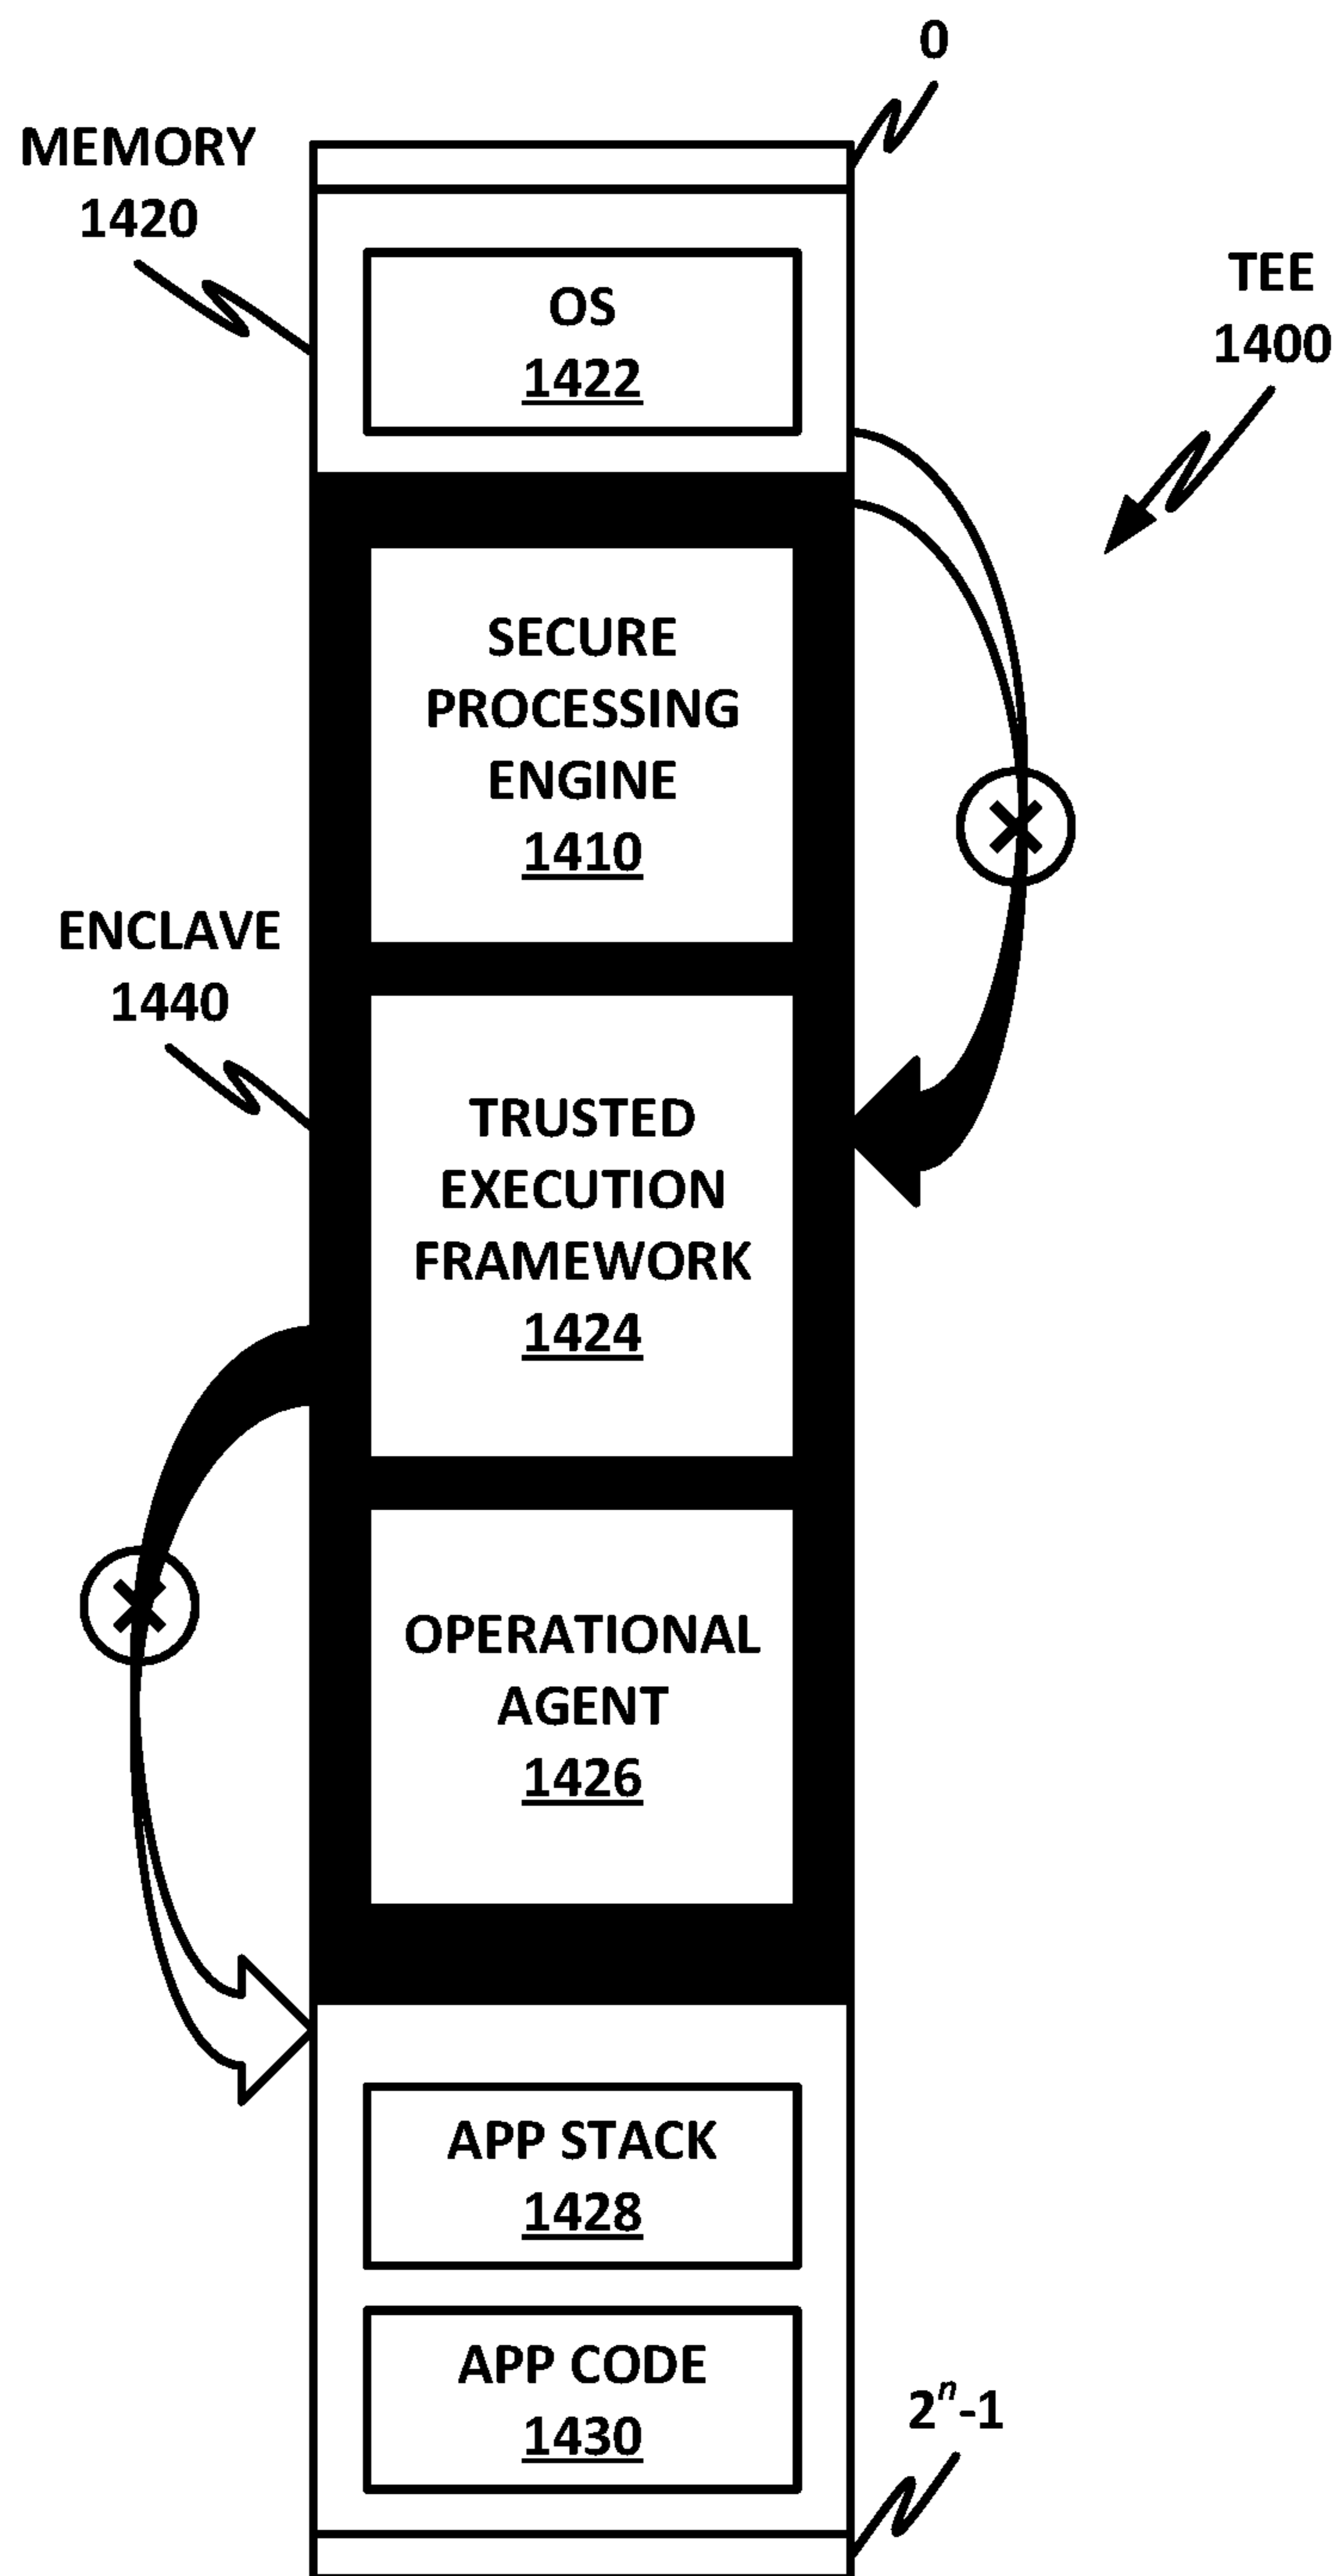 0
MEMORY
1420
TEE
1400
OS
1422
SECURE
PROCESSING
ENGINE
1410
ENCLAVE
1440
TRUSTED
EXECUTION
FRAMEWORK
1424
OPERATIONAL
AGENT
1426
APP STACK
1428
APP CODE
1430
2ⁿ-1